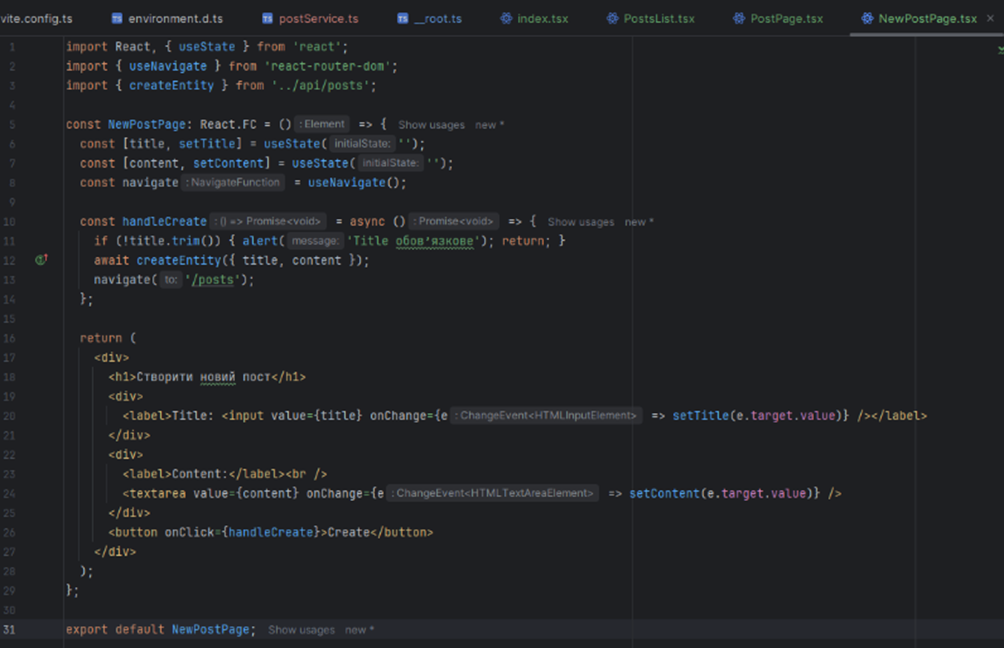 vite.config.ts environment.d.ts postService.ts __root.ts index.tsx PostsList.tsx PostPage.tsx NewPostPage.tsx ×
1 import React, { useState } from 'react';
2 import { useNavigate } from 'react-router-dom';
3 import { createEntity } from '../api/posts';
4
5 const NewPostPage: React.FC = () : Element => { Show usages new *
6 const [title, setTitle] = useState( initialState: '');
7 const [content, setContent] = useState( initialState: '');
8 const navigate : NavigateFunction = useNavigate();
9
10 const handleCreate : () => Promise<void> = async () : Promise<void> => { Show usages new *
11 if (!title.trim()) { alert( message: 'Title обов'язкове'); return; }
12 await createEntity({ title, content });
13 navigate( to: '/posts');
14 };
15
16 return (
17 <div>
18 <h1>Створити новий пост</h1>
19 <div>
20 <label>Title: <input value={title} onChange={e : ChangeEvent<HTMLInputElement> => setTitle(e.target.value)} /></label>
21 </div>
22 <div>
23 <label>Content:</label><br />
24 <textarea value={content} onChange={e : ChangeEvent<HTMLTextAreaElement> => setContent(e.target.value)} />
25 </div>
26 <button onClick={handleCreate}>Create</button>
27 </div>
28 );
29 };
30
31 export default NewPostPage; Show usages new *